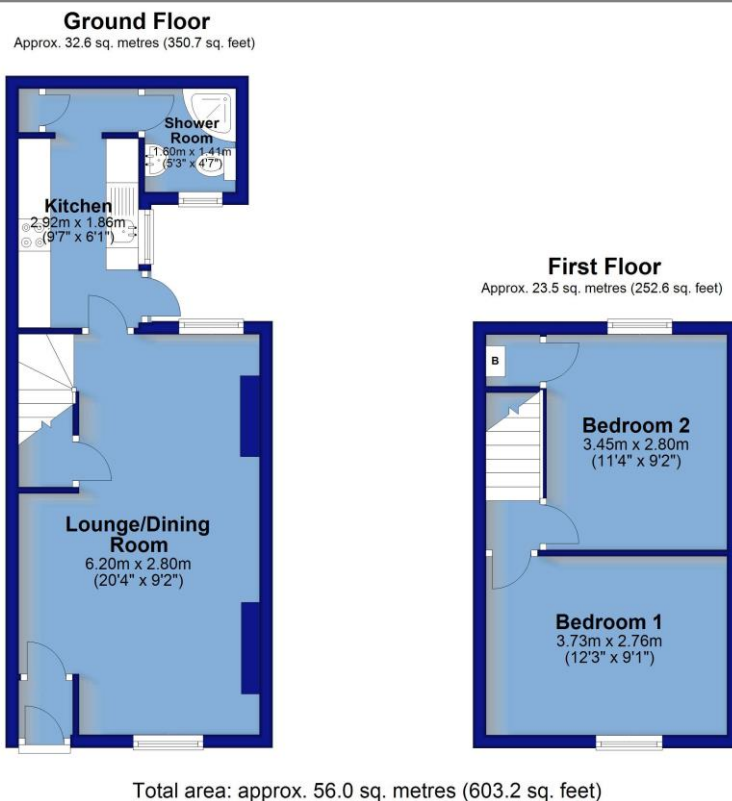 Ground Floor
Approx. 32.6 sq. metres (350.7 sq. feet)
Shower
Room
1.60m x 1.41m
(5'3" x 4'7")
Kitchen
2.92m x 1.86m
(9'7" x 6'1")
Lounge/Dining
Room
6.20m x 2.80m
(20'4" x 9'2")
First Floor
Approx. 23.5 sq. metres (252.6 sq. feet)
B
Bedroom 2
3.45m x 2.80m
(11'4" x 9'2")
Bedroom 1
3.73m x 2.76m
(12'3" x 9'1")
Total area: approx. 56.0 sq. metres (603.2 sq. feet)